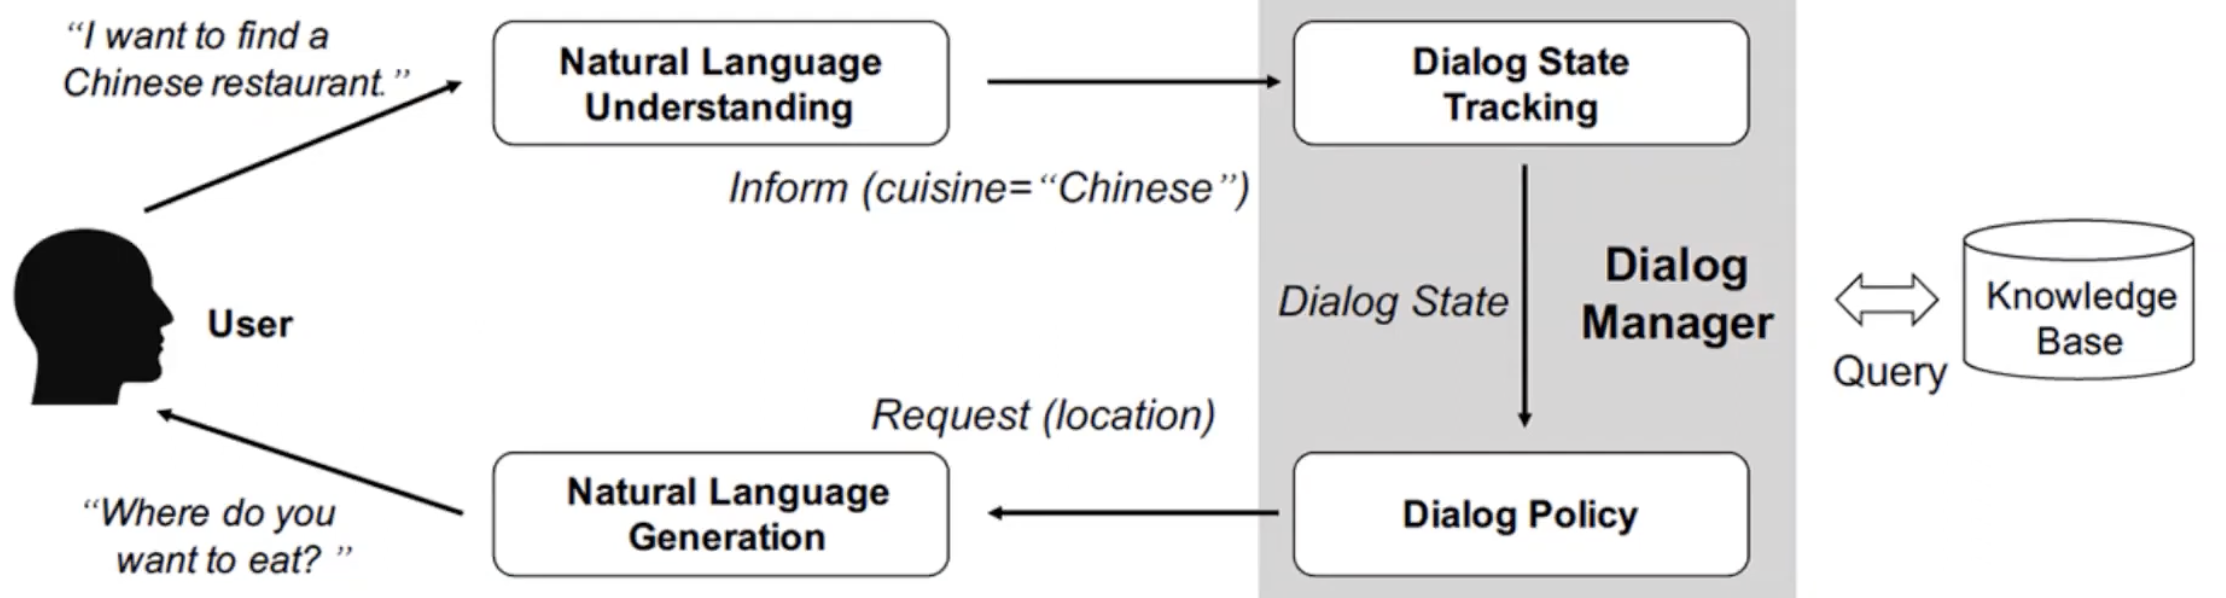 “I want to find a
Chinese restaurant.”
Natural Language
Understanding
Dialog State
Tracking
Inform (cuisine=“Chinese”)
User
Dialog State
Dialog
Manager
Query
Knowledge
Base
Request (location)
Natural Language
Generation
Dialog Policy
“Where do you
want to eat? ”